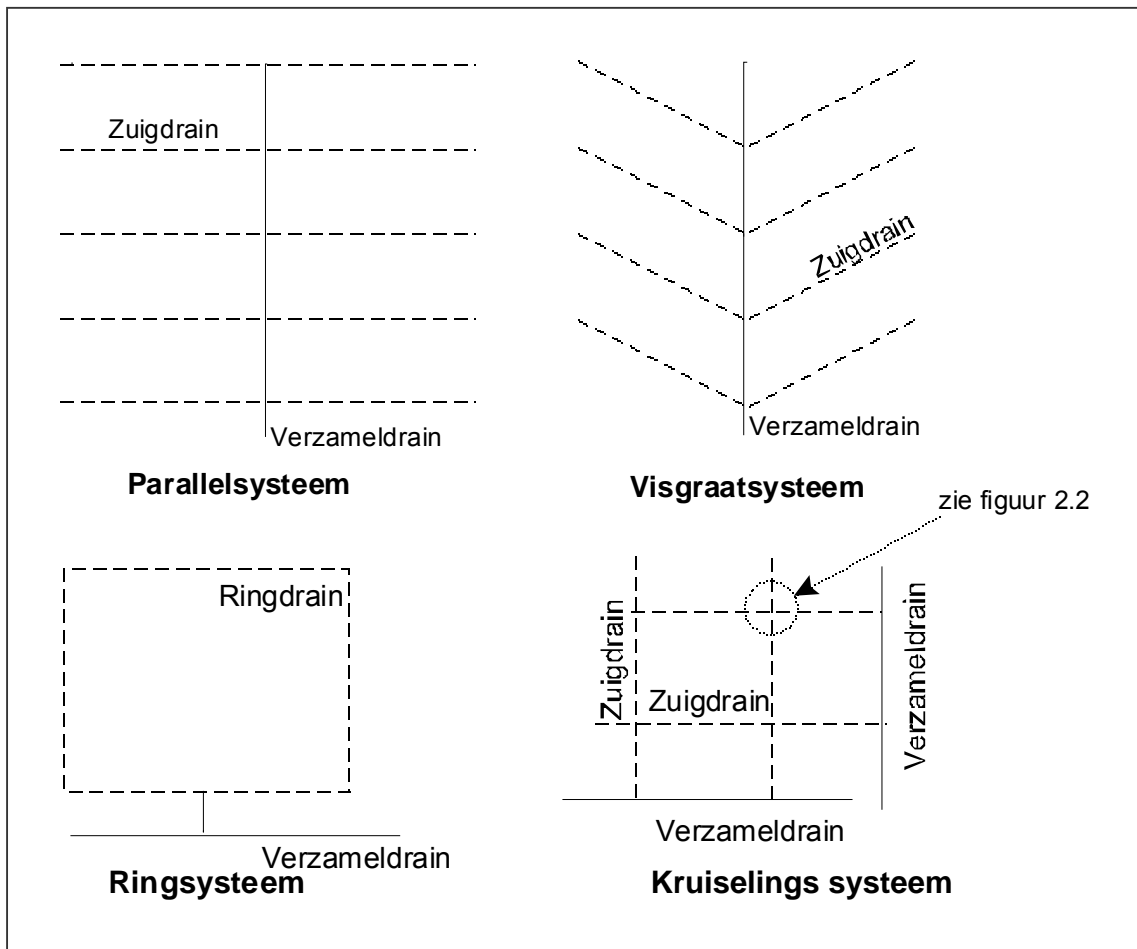 Zuigdrain
Verzameldrain
Parallelsysteem
Zuigdrain
Verzameldrain
Visgraatsysteem
Ringdrain
Verzameldrain
Ringsysteem
zie figuur 2.2
Zuigdrain
Zuigdrain
Verzameldrain
Verzameldrain
Kruiselings systeem